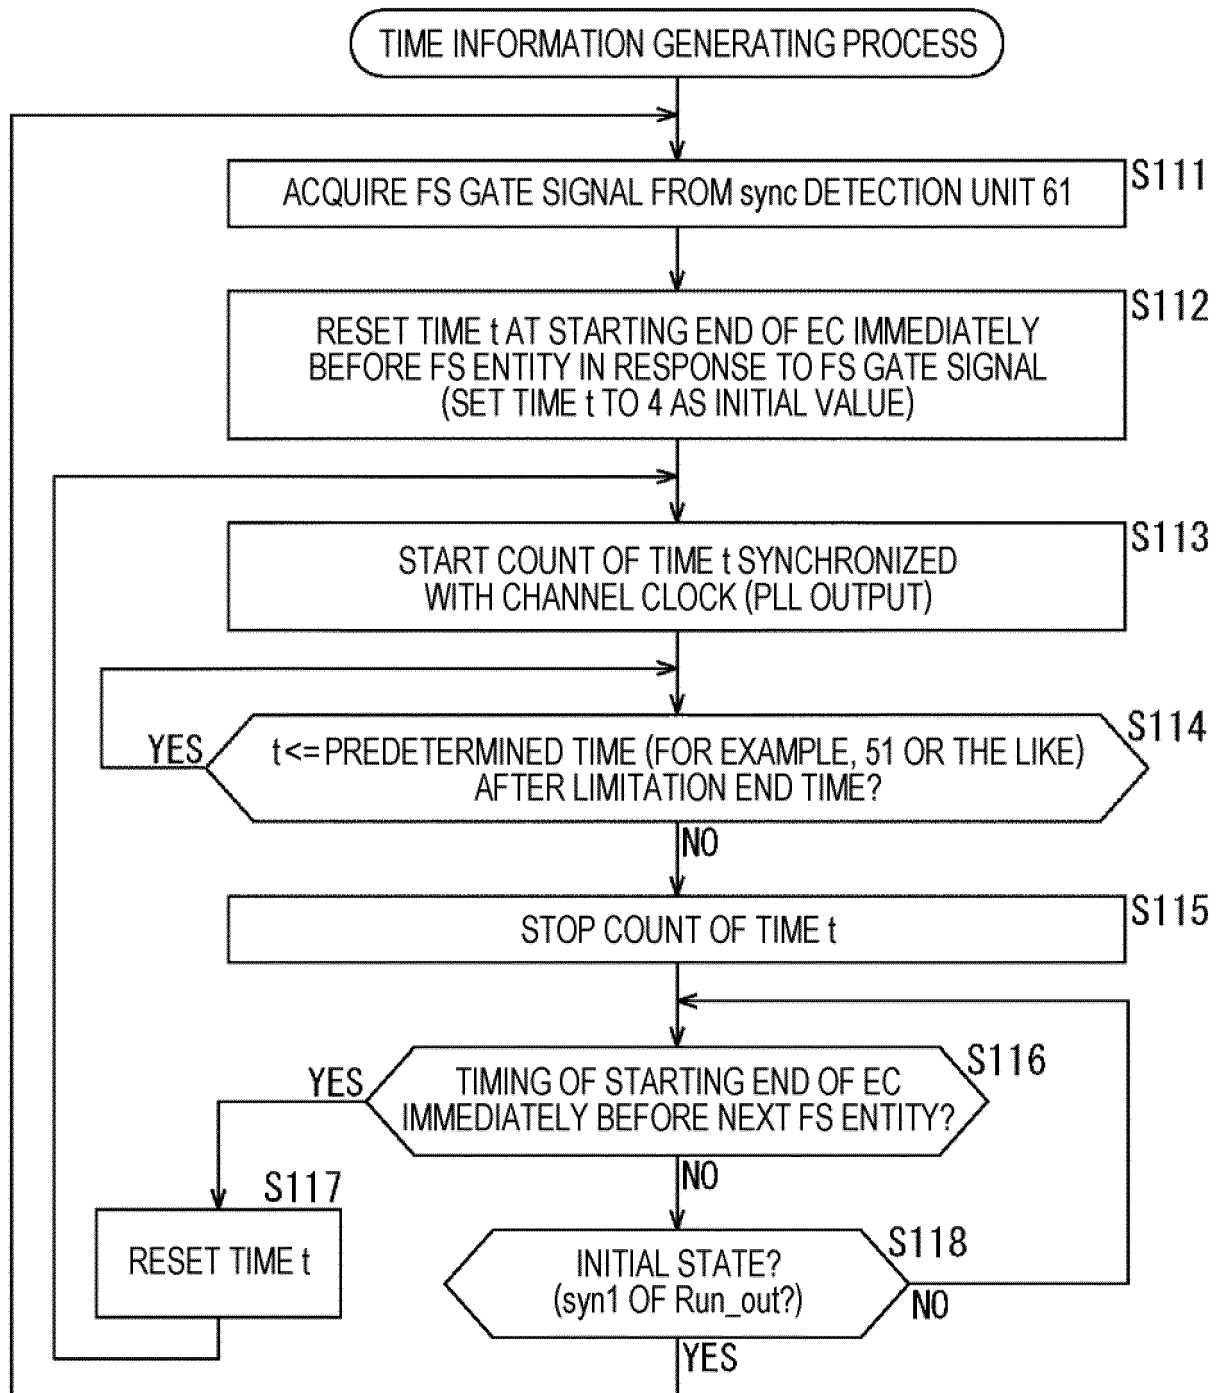 TIME INFORMATION GENERATING PROCESS
S111
ACQUIRE FS GATE SIGNAL FROM sync DETECTION UNIT 61
S112
RESET TIME t AT STARTING END OF EC IMMEDIATELY
BEFORE FS ENTITY IN RESPONSE TO FS GATE SIGNAL
(SET TIME t TO 4 AS INITIAL VALUE)
S113
START COUNT OF TIME t SYNCHRONIZED
WITH CHANNEL CLOCK (PLL OUTPUT)
S114
YES
t <= PREDETERMINED TIME (FOR EXAMPLE, 51 OR THE LIKE)
AFTER LIMITATION END TIME?
NO
S115
STOP COUNT OF TIME t
S116
YES
TIMING OF STARTING END OF EC
IMMEDIATELY BEFORE NEXT FS ENTITY?
NO
S117
RESET TIME t
S118
INITIAL STATE?
(syn1 OF Run_out?)
NO
YES